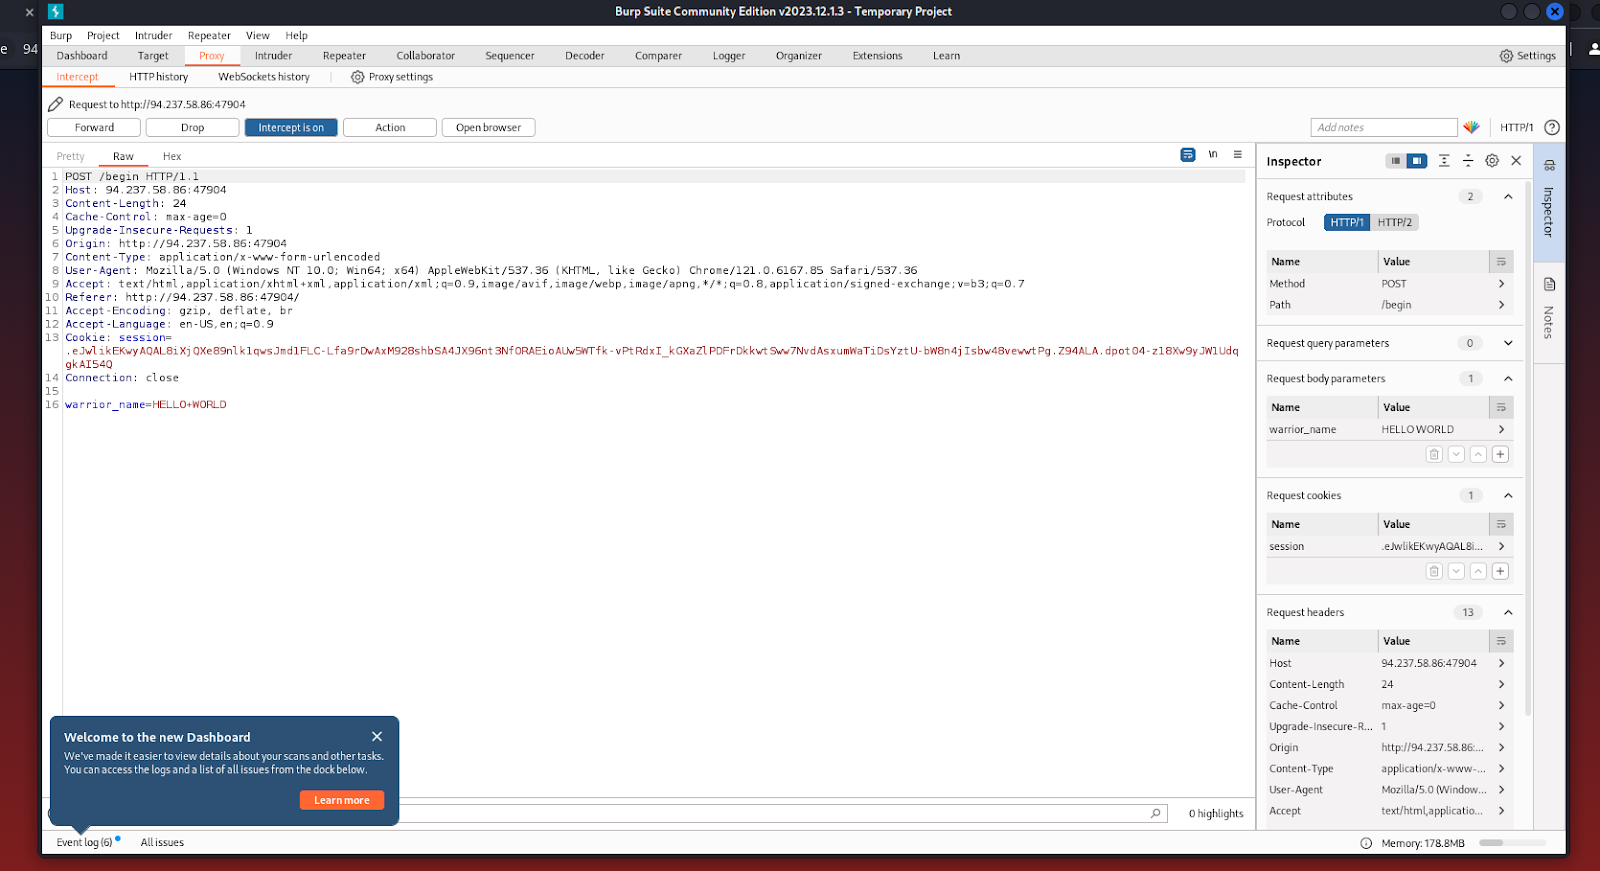 Burp Suite Community Edition v2023.12.1.3 - Temporary Project
e 94
Burp Project Intruder Repeater View Help
Dashboard Target Proxy Intruder Repeater Collaborator Sequencer Decoder Comparer Logger Organizer Extensions Learn Settings
Intercept HTTP history WebSockets history Proxy settings
Request to http://94.237.58.86:47904
Forward Drop Intercept is on Action Open browser Add notes HTTP/1 ?
Pretty Raw Hex \n
1 POST /begin HTTP/1.1
2 Host: 94.237.58.86:47904
3 Content-Length: 24
4 Cache-Control: max-age=0
5 Upgrade-Insecure-Requests: 1
6 Origin: http://94.237.58.86:47904
7 Content-Type: application/x-www-form-urlencoded
8 User-Agent: Mozilla/5.0 (Windows NT 10.0; Win64; x64) AppleWebKit/537.36 (KHTML, like Gecko) Chrome/121.0.6167.85 Safari/537.36
9 Accept: text/html,application/xhtml+xml,application/xml;q=0.9,image/avif,image/webp,image/apng,*/*;q=0.8,application/signed-exchange;v=b3;q=0.7
10 Referer: http://94.237.58.86:47904/
11 Accept-Encoding: gzip, deflate, br
12 Accept-Language: en-US,en;q=0.9
13 Cookie: session=
14 Connection: close
15
16 warrior_name=HELLO+WORLD
Inspector
Request attributes 2
Protocol HTTP/1 HTTP/2
Name Value
Method POST
Path /begin
Request query parameters 0
Request body parameters 1
Name Value
warrior_name HELLO WORLD
Request cookies 1
Name Value
session .eJwlikEKwyAQAL8i...
Request headers 13
Name Value
Host 94.237.58.86:47904
Content-Length 24
Cache-Control max-age=0
Upgrade-Insecure-R... 1
Origin http://94.237.58.86:...
Content-Type application/x-www-...
User-Agent Mozilla/5.0 (Window...
Accept text/html,applicatio...
Inspector
Notes
Welcome to the new Dashboard
We've made it easier to view details about your scans and other tasks.
You can access the logs and a list of all issues from the dock below.
Learn more
0 highlights
Event log (6) All issues Memory: 178.8MB